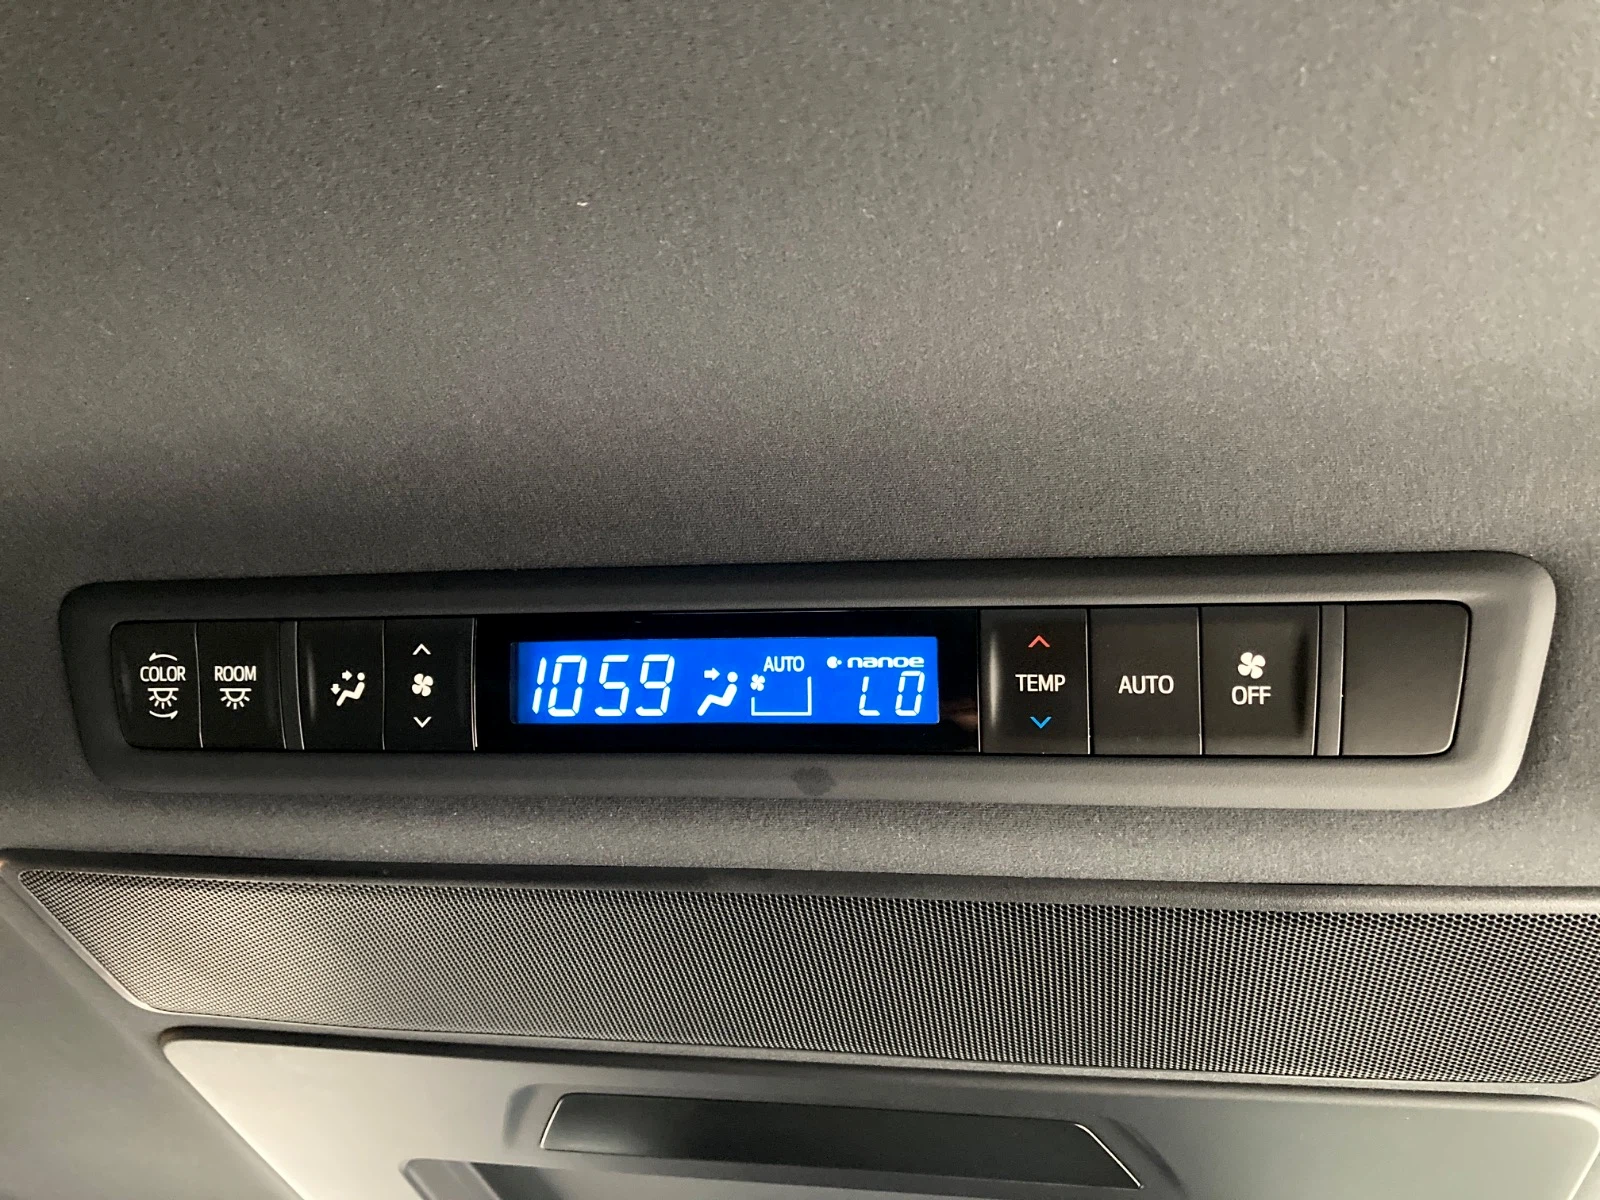 COLOR
ROOM
1059
AUTO
nanoe
LO
TEMP
AUTO
OFF